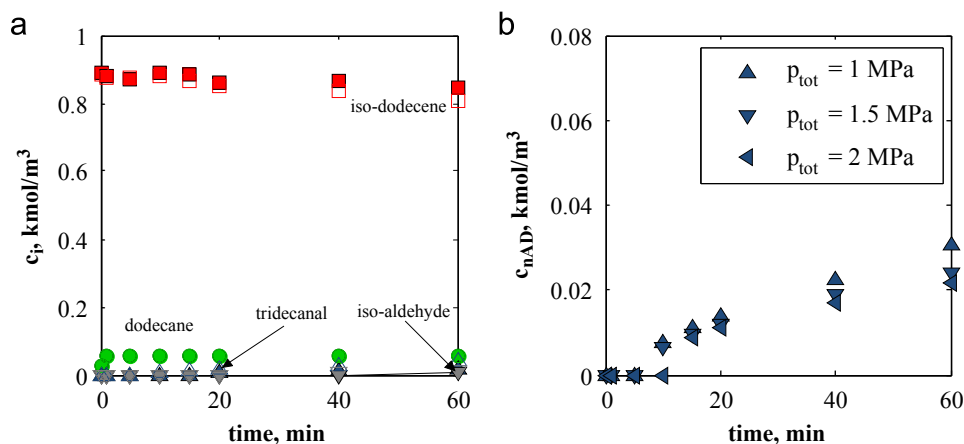 a
1
0.8
0.6
0.4
0.2
0
0
20
40
60
c_i, kmol/m³
time, min
iso-dodecene
dodecane
tridecanal
iso-aldehyde
b
0.08
0.06
0.04
0.02
0
0
20
40
60
c_nAD, kmol/m³
time, min
p_tot = 1 MPa
p_tot = 1.5 MPa
p_tot = 2 MPa